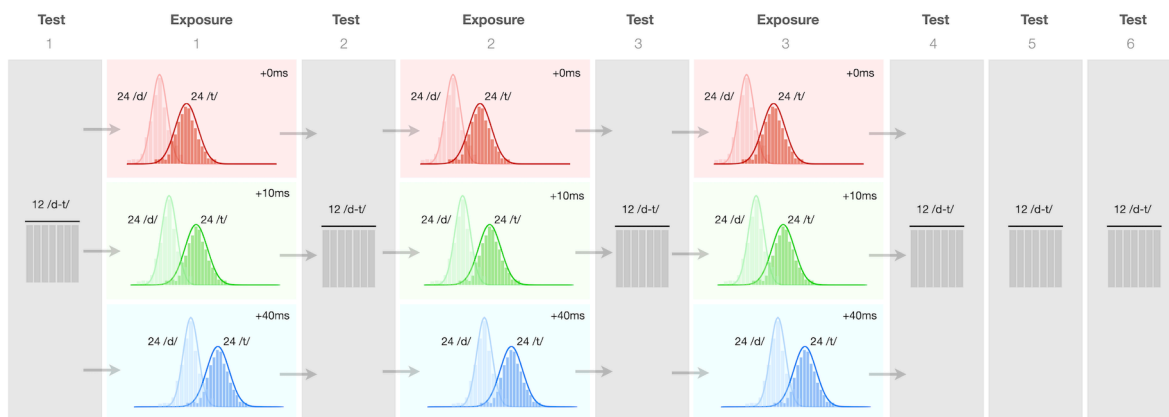 Test Exposure Test Exposure Test Exposure Test Test Test
1 1 2 2 3 3 4 5 6
+0ms +0ms +0ms
24 /d/ 24 /t/ 24 /d/ 24 /t/ 24 /d/ 24 /t/
+10ms +10ms +10ms
12 /d-t/ 24 /d/ 24 /t/ 12 /d-t/ 24 /d/ 24 /t/ 12 /d-t/ 24 /d/ 24 /t/ 12 /d-t/ 12 /d-t/ 12 /d-t/
+40ms +40ms +40ms
24 /d/ 24 /t/ 24 /d/ 24 /t/ 24 /d/ 24 /t/